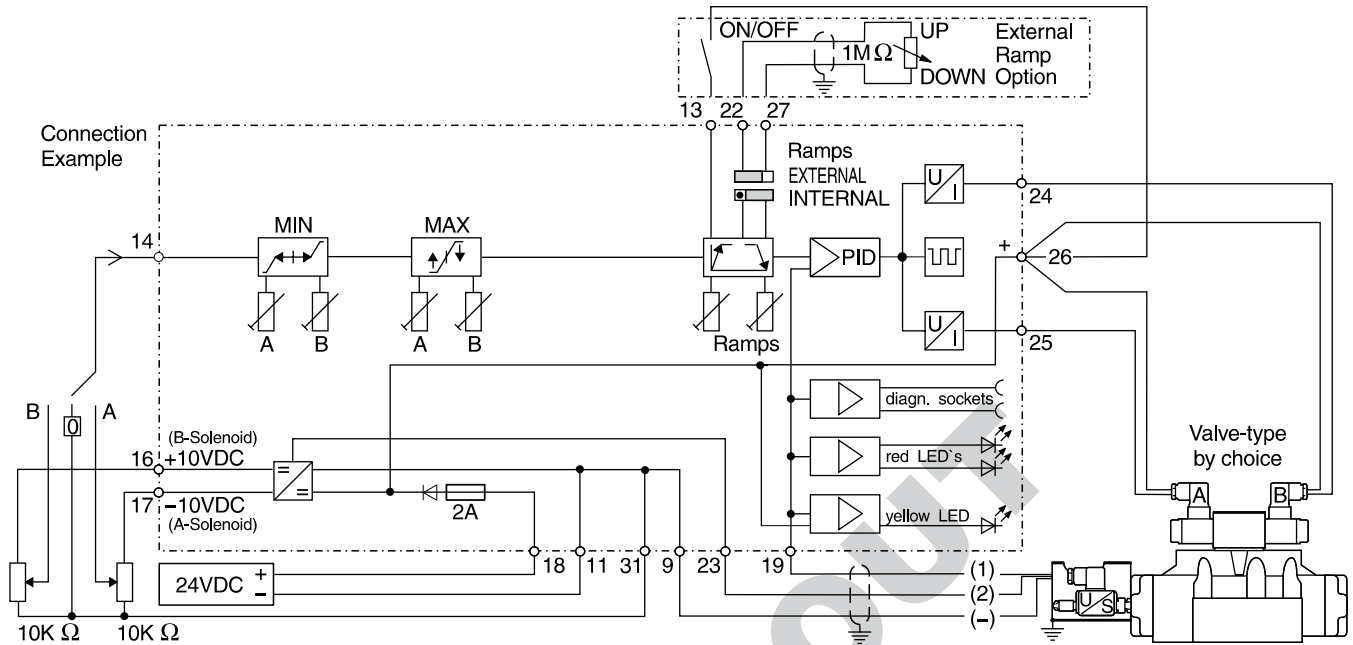 ON/OFF
UP
External
1MΩ
Ramp
DOWN
Option
13
22
27
Connection
Example
Ramps
EXTERNAL
INTERNAL
U
I
24
MIN
MAX
14
PID
+
26
U
I
25
A
B
A
B
Ramps
B
0
A
diagn. sockets
(B-Solenoid)
16
+10VDC
=
=
red LED`s
Valve-type
by choice
17
–10VDC
(A-Solenoid)
2A
yellow LED
A
B
24VDC
+
–
18
11
31
9
23
19
(1)
(2)
(–)
U
S
10K Ω
10K Ω
OUT